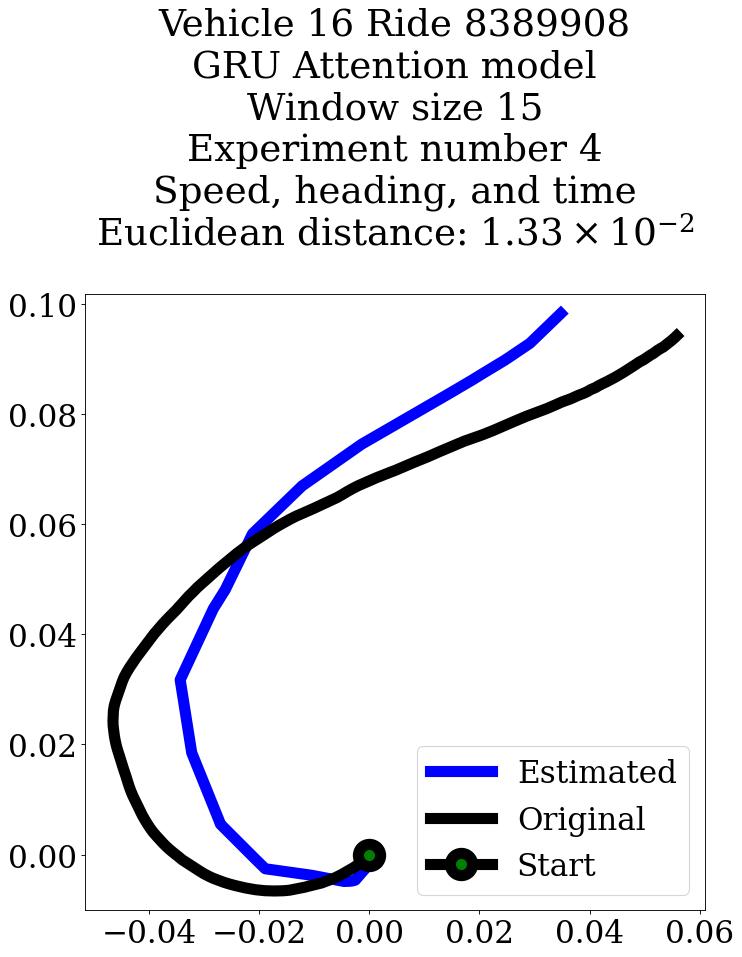 Vehicle 16 Ride 8389908
GRU Attention model
Window size 15
Experiment number 4
Speed, heading, and time
Euclidean distance: 1.33 × 10⁻²
0.10
0.08
0.06
0.04
0.02
0.00
Estimated
Original
Start
−0.04 −0.02 0.00 0.02 0.04 0.06